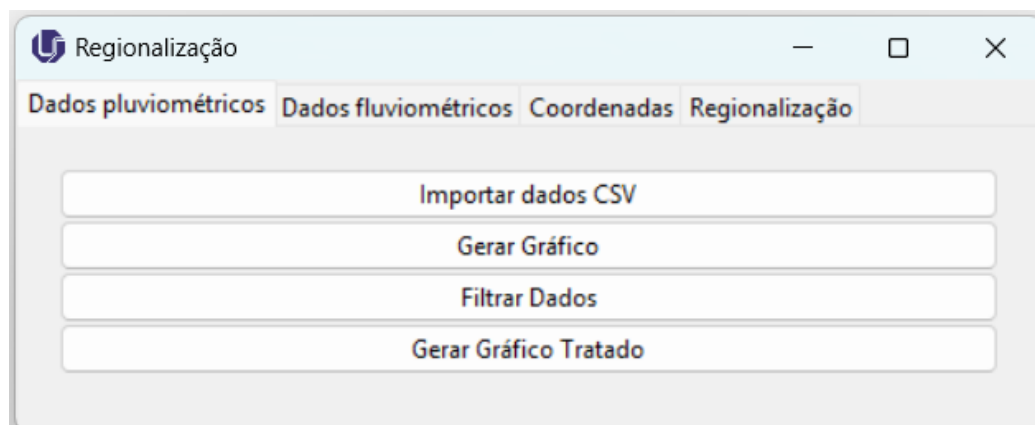 Regionalização
Dados pluviométricos Dados fluviométricos Coordenadas Regionalização
Importar dados CSV
Gerar Gráfico
Filtrar Dados
Gerar Gráfico Tratado